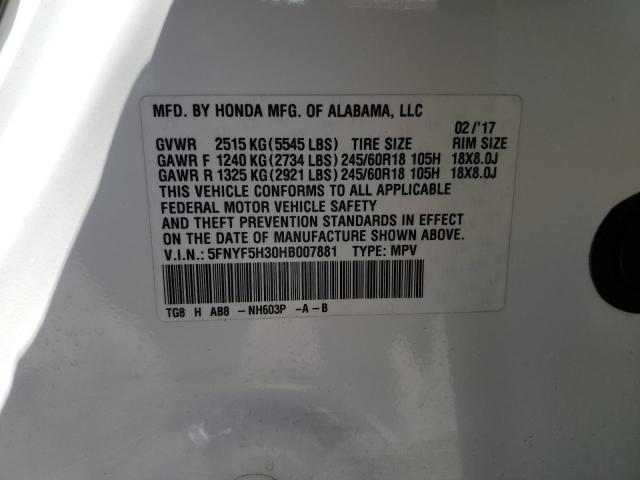 MFD. BY HONDA MFG. OF ALABAMA, LLC
02/'17
GVWR 2515 KG(5545 LBS) TIRE SIZE RIM SIZE
GAWR F 1240 KG(2734 LBS) 245/60R18 105H 18X8.0J
GAWR R 1325 KG(2921 LBS) 245/60R18 105H 18X8.0J
THIS VEHICLE CONFORMS TO ALL APPLICABLE
FEDERAL MOTOR VEHICLE SAFETY
AND THEFT PREVENTION STANDARDS IN EFFECT
ON THE DATE OF MANUFACTURE SHOWN ABOVE.
V.I.N.: 5FNYF5H30HB007881 TYPE: MPV
TG8 H AB8 - NH603P -A-B